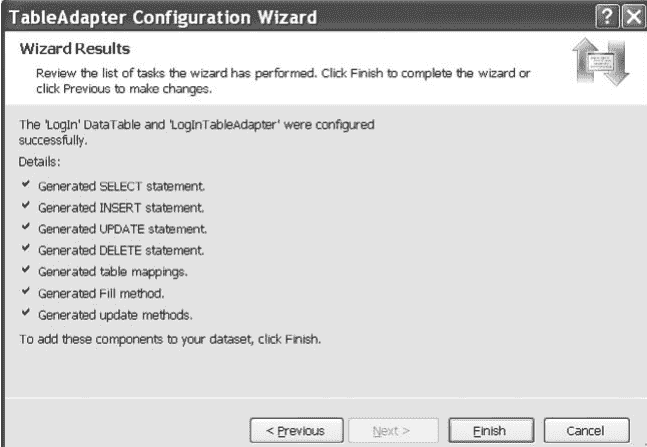 TableAdapter Configuration Wizard
Wizard Results
Review the list of tasks the wizard has performed. Click Finish to complete the wizard or
click Previous to make changes.
The 'LogIn' DataTable and 'LogInTableAdapter' were configured
successfully.
Details:
Generated SELECT statement.
Generated INSERT statement.
Generated UPDATE statement.
Generated DELETE statement.
Generated table mappings.
Generated Fill method.
Generated update methods.
To add these components to your dataset, click Finish.
< Previous Next > Finish Cancel